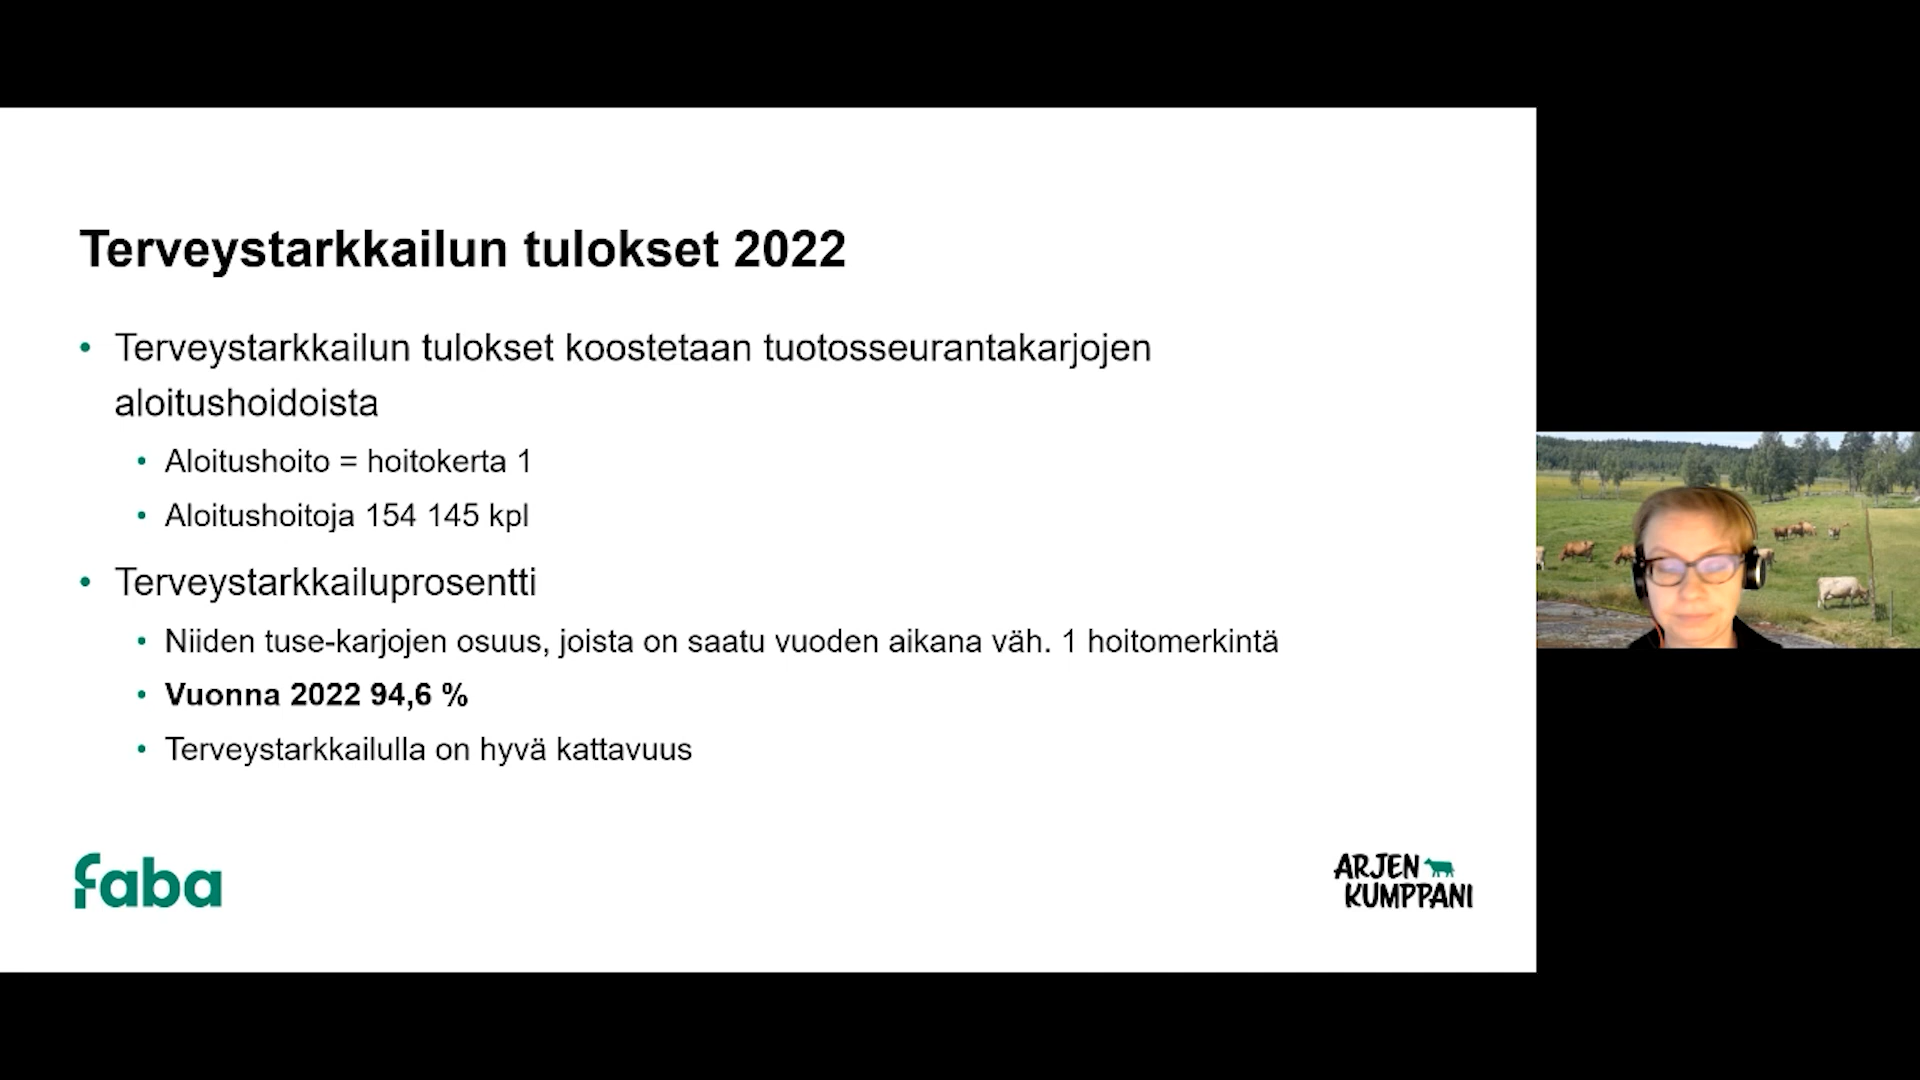 Terveystarkkailun tulokset 2022
• Terveystarkkailun tulokset koostetaan tuotosseurantakarjojen
aloitushoidoista
• Aloitushoito = hoitokerta 1
• Aloitushoitoja 154 145 kpl
• Terveystarkkailuprosentti
• Niiden tuse-karjojen osuus, joista on saatu vuoden aikana väh. 1 hoitomerkintä
• Vuonna 2022 94,6 %
• Terveystarkkailulla on hyvä kattavuus
faba
ARJEN
KUMPPANI